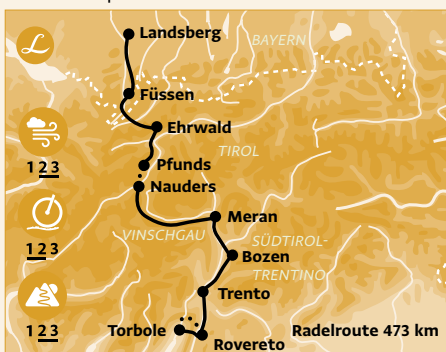 Landsberg
BAYERN
L
Füssen
Ehrwald
1 2 3
TIROL
Pfunds
Nauders
Meran
VINSCHGAU
SÜDTIROL-
TRENTINO
1 2 3
Bozen
Trento
1 2 3
Torbole
Rovereto
Radelroute 473 km